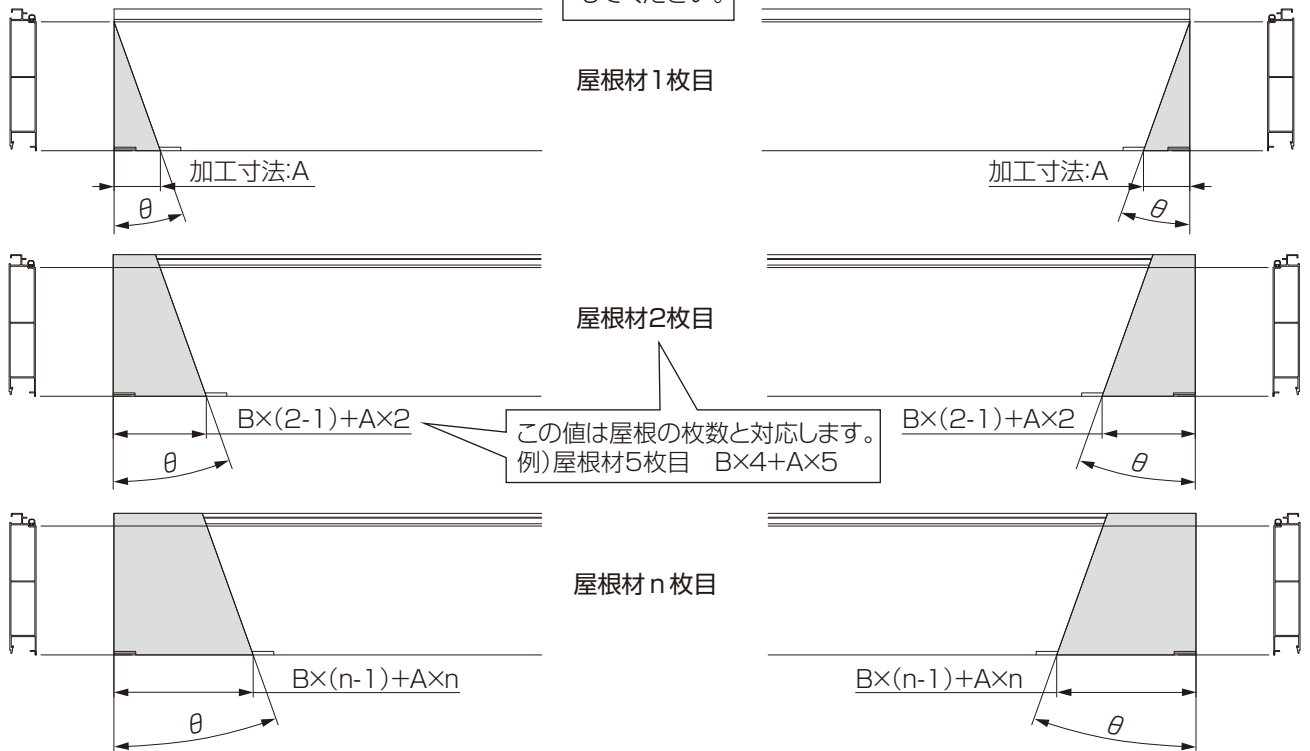 してください。
屋根材1枚目
加工寸法:A
加工寸法:A
θ
θ
屋根材2枚目
B×(2-1)+A×2
B×(2-1)+A×2
この値は屋根の枚数と対応します。
例)屋根材5枚目 B×4+A×5
θ
θ
屋根材n枚目
B×(n-1)+A×n
B×(n-1)+A×n
θ
θ